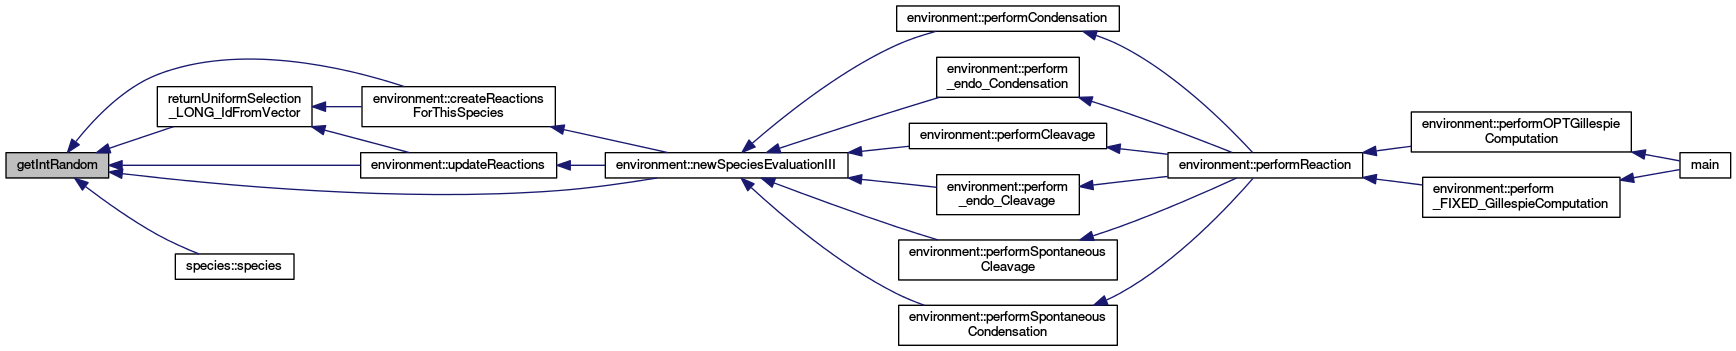 getIntRandom
returnUniformSelection
_LONG_IdFromVector
species::species
environment::createReactions
ForThisSpecies
environment::updateReactions
environment::newSpeciesEvaluationIII
environment::performCondensation
environment::perform
_endo_Condensation
environment::performCleavage
environment::perform
_endo_Cleavage
environment::performSpontaneous
Cleavage
environment::performSpontaneous
Condensation
environment::performReaction
environment::performOPTGillespie
Computation
environment::perform
_FIXED_GillespieComputation
main